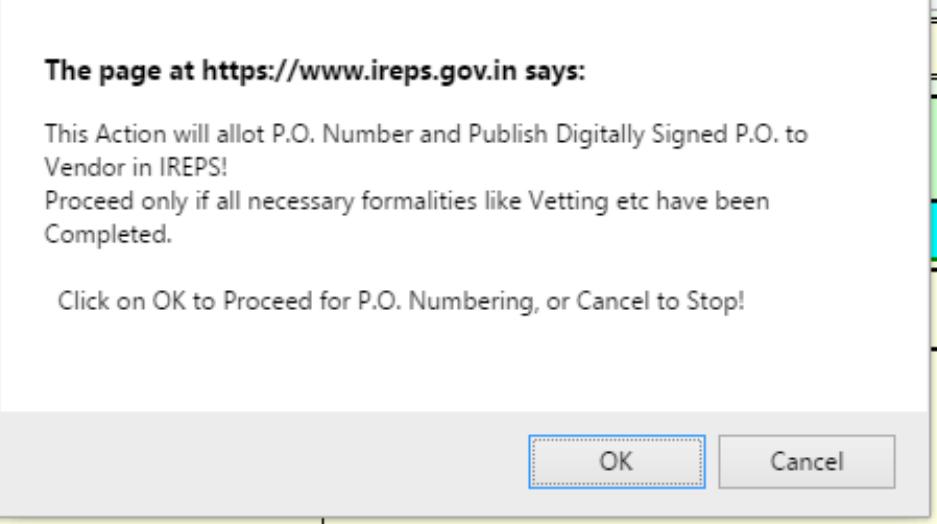 The page at https://www.ireps.gov.in says:
This Action will allot P.O. Number and Publish Digitally Signed P.O. to
Vendor in IREPS!
Proceed only if all necessary formalities like Vetting etc have been
Completed.
Click on OK to Proceed for P.O. Numbering, or Cancel to Stop!
OK
Cancel